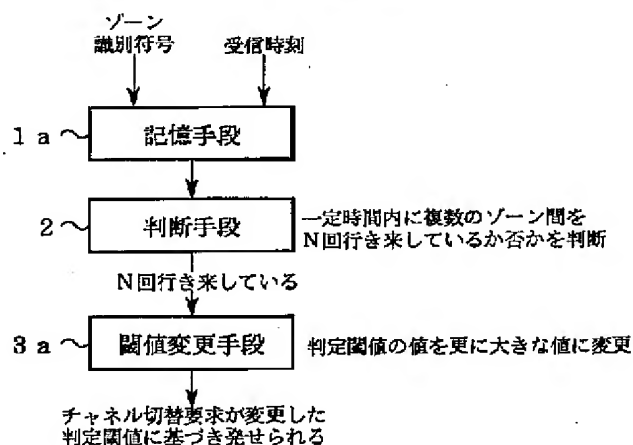 ゾーン
識別符号
受信時刻
1a 記憶手段
2 判断手段
一定時間内に複数のゾーン間を
N回行き来しているか否かを判断
N回行き来している
3a 閾値変更手段
判定閾値の値を更に大きな値に変更
チャネル切替要求が変更した
判定閾値に基づき発せられる